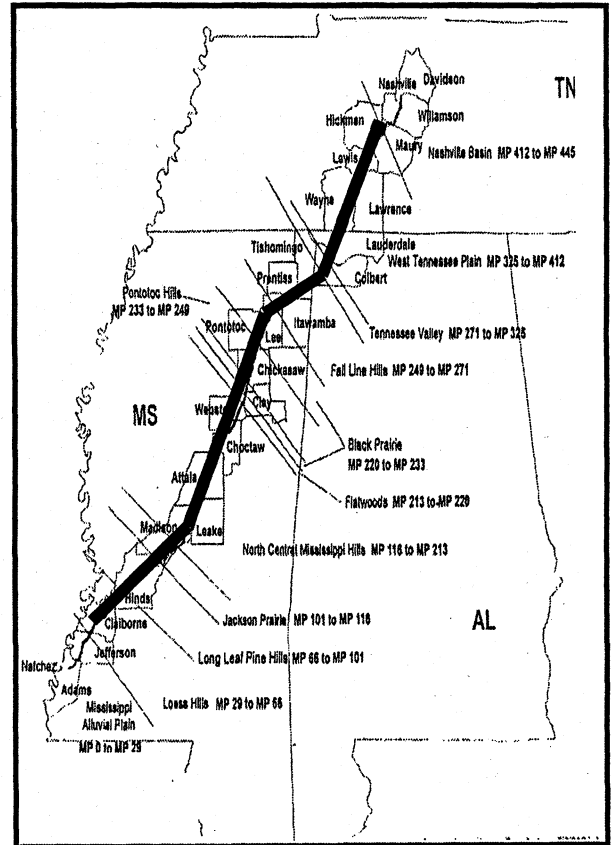 Nashville
Davidson
TN
Hickman
Williamson
Maury
Nashville Basin MP 412 to MP 445
Lewis
Wayne
Lawrence
Tishomingo
Lauderdale
West Tennessee Plain MP 325 to MP 412
Prentiss
Colbert
Pontotoc Hills
MP 233 to MP 249
Itawamba
Tennessee Valley MP 271 to MP 325
Pontotoc
Lee
Fall Line Hills MP 249 to MP 271
Chickasaw
MS
Webster
Clay
Black Prairie
MP 220 to MP 233
Choctaw
Flatwoods MP 213 to MP 220
Attala
Madison
Leake
North Central Mississippi Hills MP 116 to MP 213
Hinds
Jackson Prairie MP 101 to MP 116
AL
Claiborne
Jefferson
Long Leaf Pine Hills MP 66 to MP 101
Natchez
Adams
Loess Hills MP 29 to MP 66
Mississippi
Alluvial Plain
MP 0 to MP 29